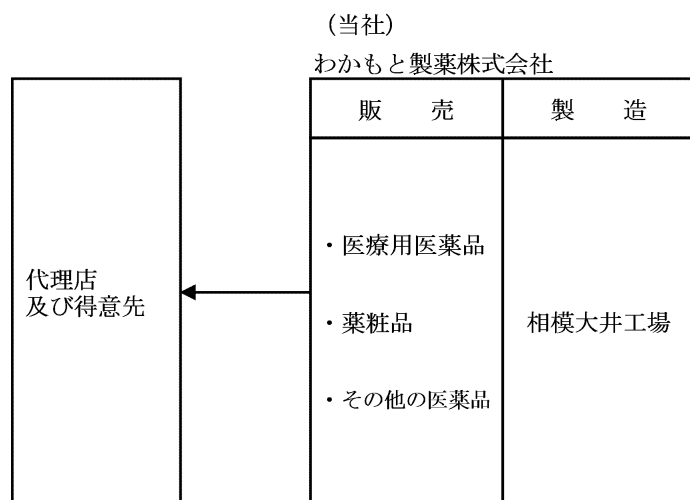 （当社）
わかもと製薬株式会社
販　　売
製　　造
・医療用医薬品
代理店
及び得意先
・薬粧品
相模大井工場
・その他の医薬品